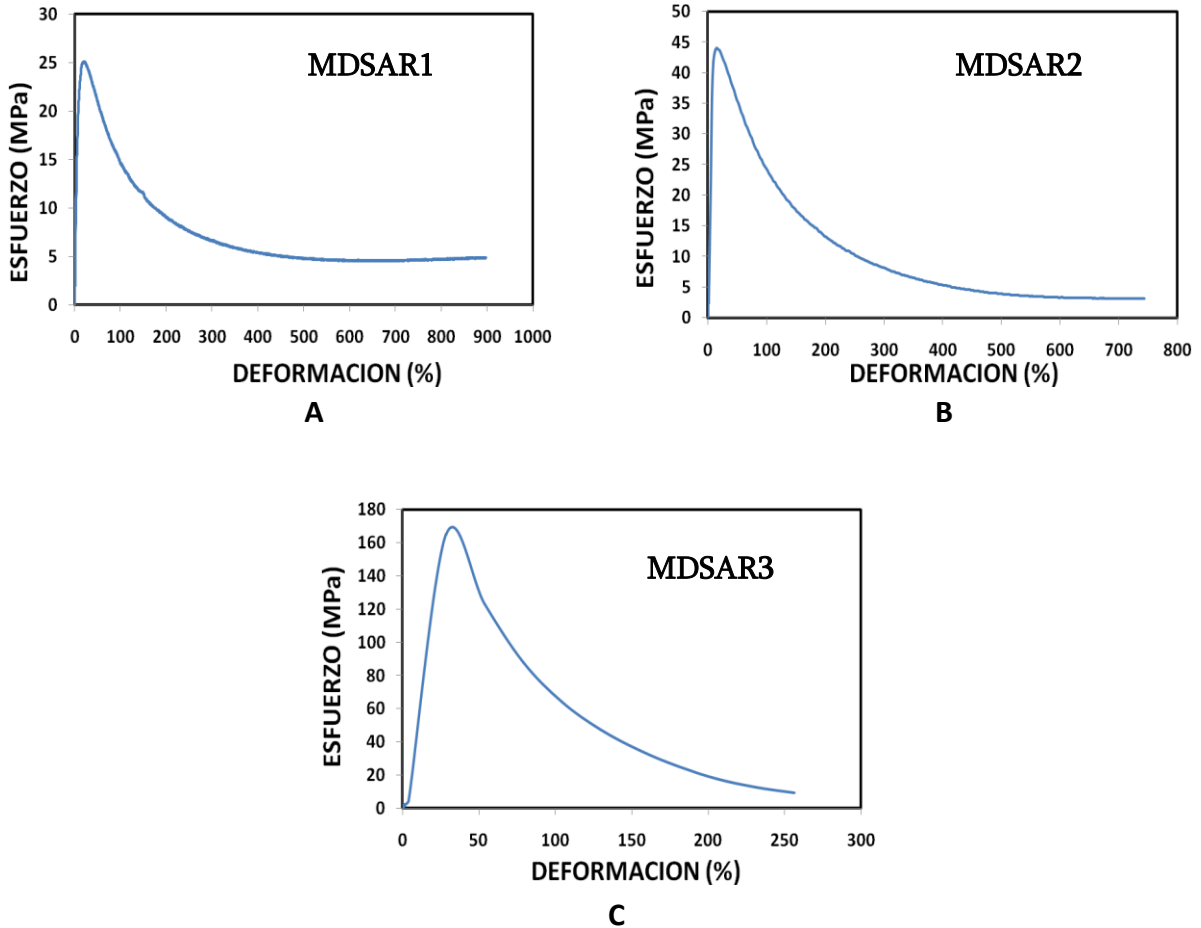 MDSAR1
ESFUERZO (MPa)
30
25
20
15
10
5
0
0 100 200 300 400 500 600 700 800 900 1000
DEFORMACION (%)
A
MDSAR2
ESFUERZO (MPa)
50
45
40
35
30
25
20
15
10
5
0
0 100 200 300 400 500 600 700 800
DEFORMACION (%)
B
MDSAR3
ESFUERZO (MPa)
180
160
140
120
100
80
60
40
20
0
0 50 100 150 200 250 300
DEFORMACION (%)
C